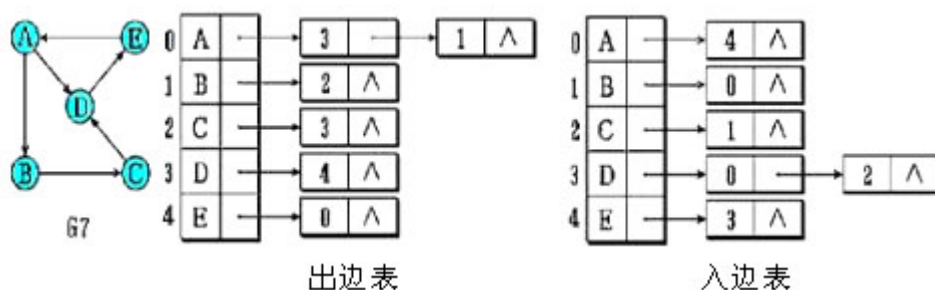 A E 0 A 3 1 ∧ 0 A 4 ∧
1 B 2 ∧ 1 B 0 ∧
D
2 C 3 ∧ 2 C 1 ∧
B C 3 D 4 ∧ 3 D 0 2 ∧
G7 4 E 0 ∧ 4 E 3 ∧
出边表 入边表